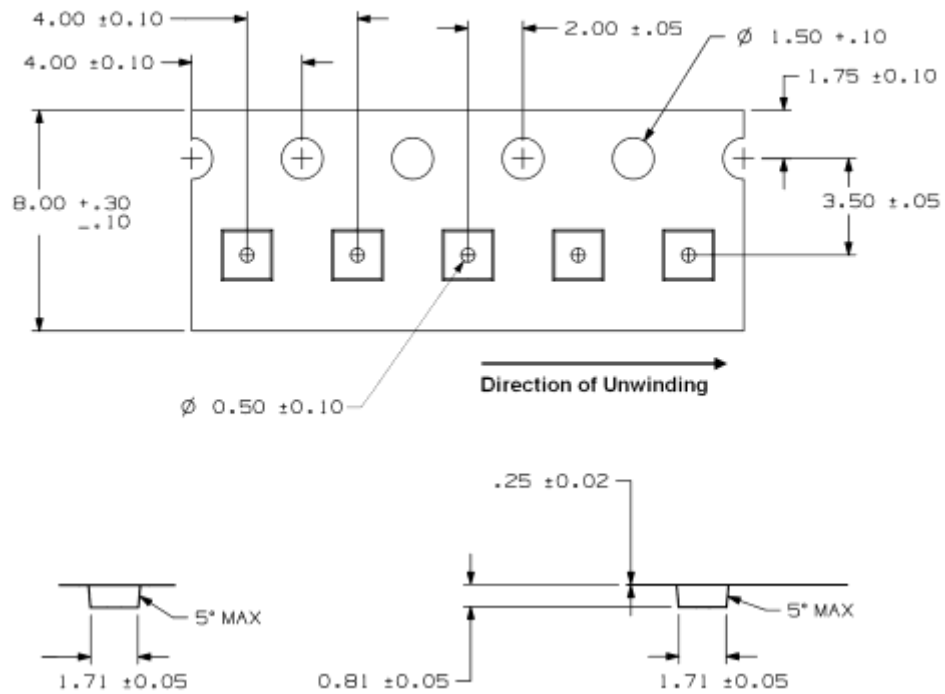 4.00 ±0.10
2.00 ±.05
Ø 1.50 +.10
4.00 ±0.10
1.75 ±0.10
8.00 +.30
-.10
3.50 ±.05
Direction of Unwinding
Ø 0.50 ±0.10
.25 ±0.02
5° MAX
5° MAX
1.71 ±0.05
0.81 ±0.05
1.71 ±0.05